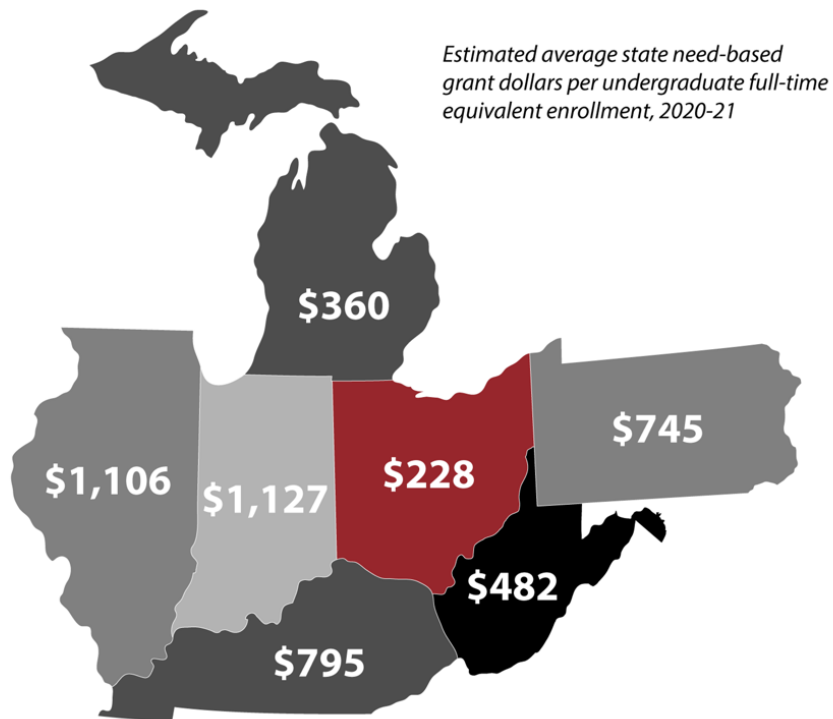 Estimated average state need-based
grant dollars per undergraduate full-time
equivalent enrollment, 2020-21
$360
$745
$1,106
$1,127
$228
$482
$795